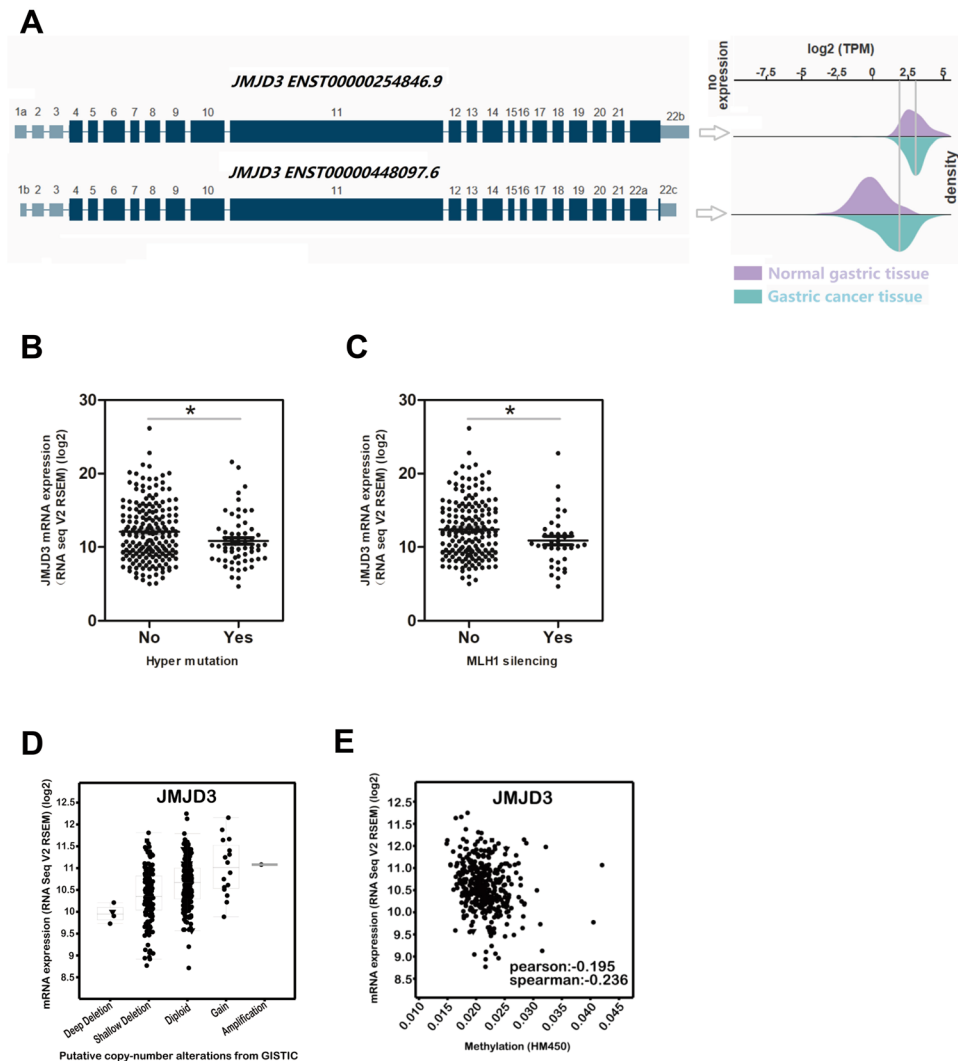 A
no expression
log2 (TPM)
-7,5 -5 -2,5 0 2,5 5
JMJD3 ENST00000254846.9
1a 2 3 4 5 6 7 8 9 10 11 12 13 14 15 16 17 18 19 20 21 22b
JMJD3 ENST00000448097.6
1b 2 3 4 5 6 7 8 9 10 11 12 13 14 15 16 17 18 19 20 21 22a 22c
density
Normal gastric tissue
Gastric cancer tissue
B
JMJD3 mRNA expression
(RNA seq V2 RSEM) (log2)
30
20
10
0
*
No Yes
Hyper mutation
C
JMJD3 mRNA expression
(RNA seq V2 RSEM) (log2)
30
20
10
0
*
No Yes
MLH1 silencing
D
mRNA expression (RNA Seq V2 RSEM) (log2)
JMJD3
12.5
12
11.5
11
10.5
10
9.5
9
8.5
Deep Deletion
Shallow Deletion
Diploid
Gain
Amplification
Putative copy-number alterations from GISTIC
E
mRNA expression (RNA Seq V2 RSEM) (log2)
JMJD3
12.5
12.0
11.5
11.0
10.5
10.0
9.5
9.0
8.5
pearson:-0.195
spearman:-0.236
0.010 0.015 0.020 0.025 0.030 0.035 0.040 0.045
Methylation (HM450)